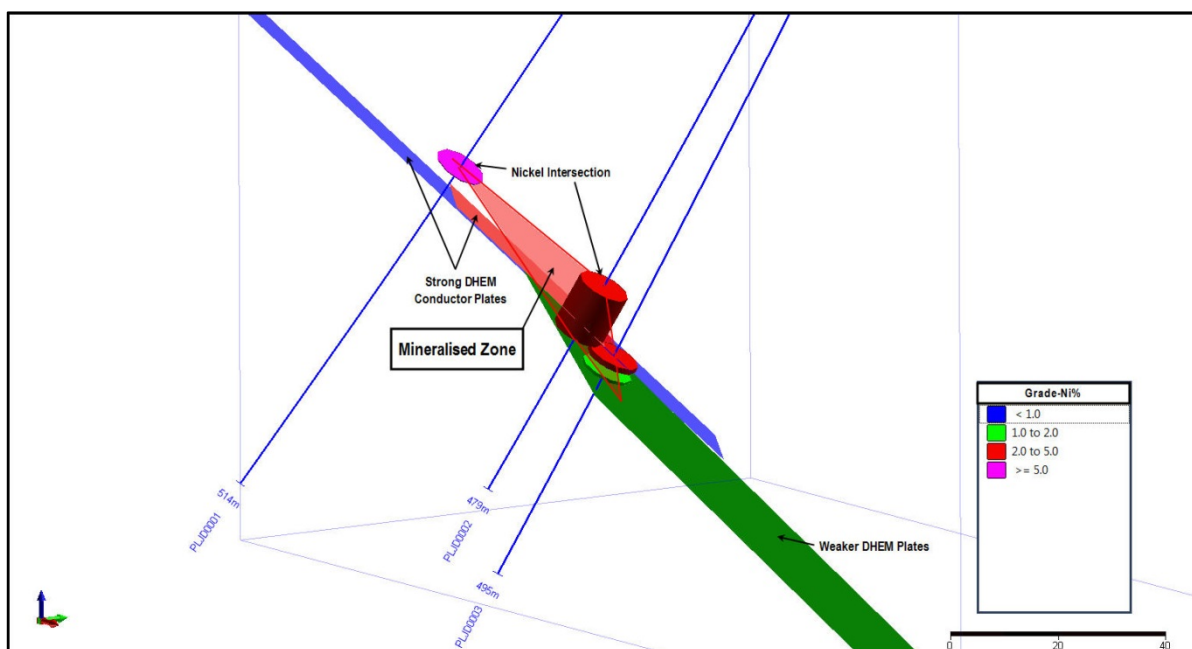 Nickel Intersection
Strong DHEM
Conductor Plates
Mineralised Zone
514m
PLJD0001
479m
PLJD0002
495m
PLJD0003
Weaker DHEM Plates
Grade-Ni%
< 1.0
1.0 to 2.0
2.0 to 5.0
>= 5.0
0
20
40